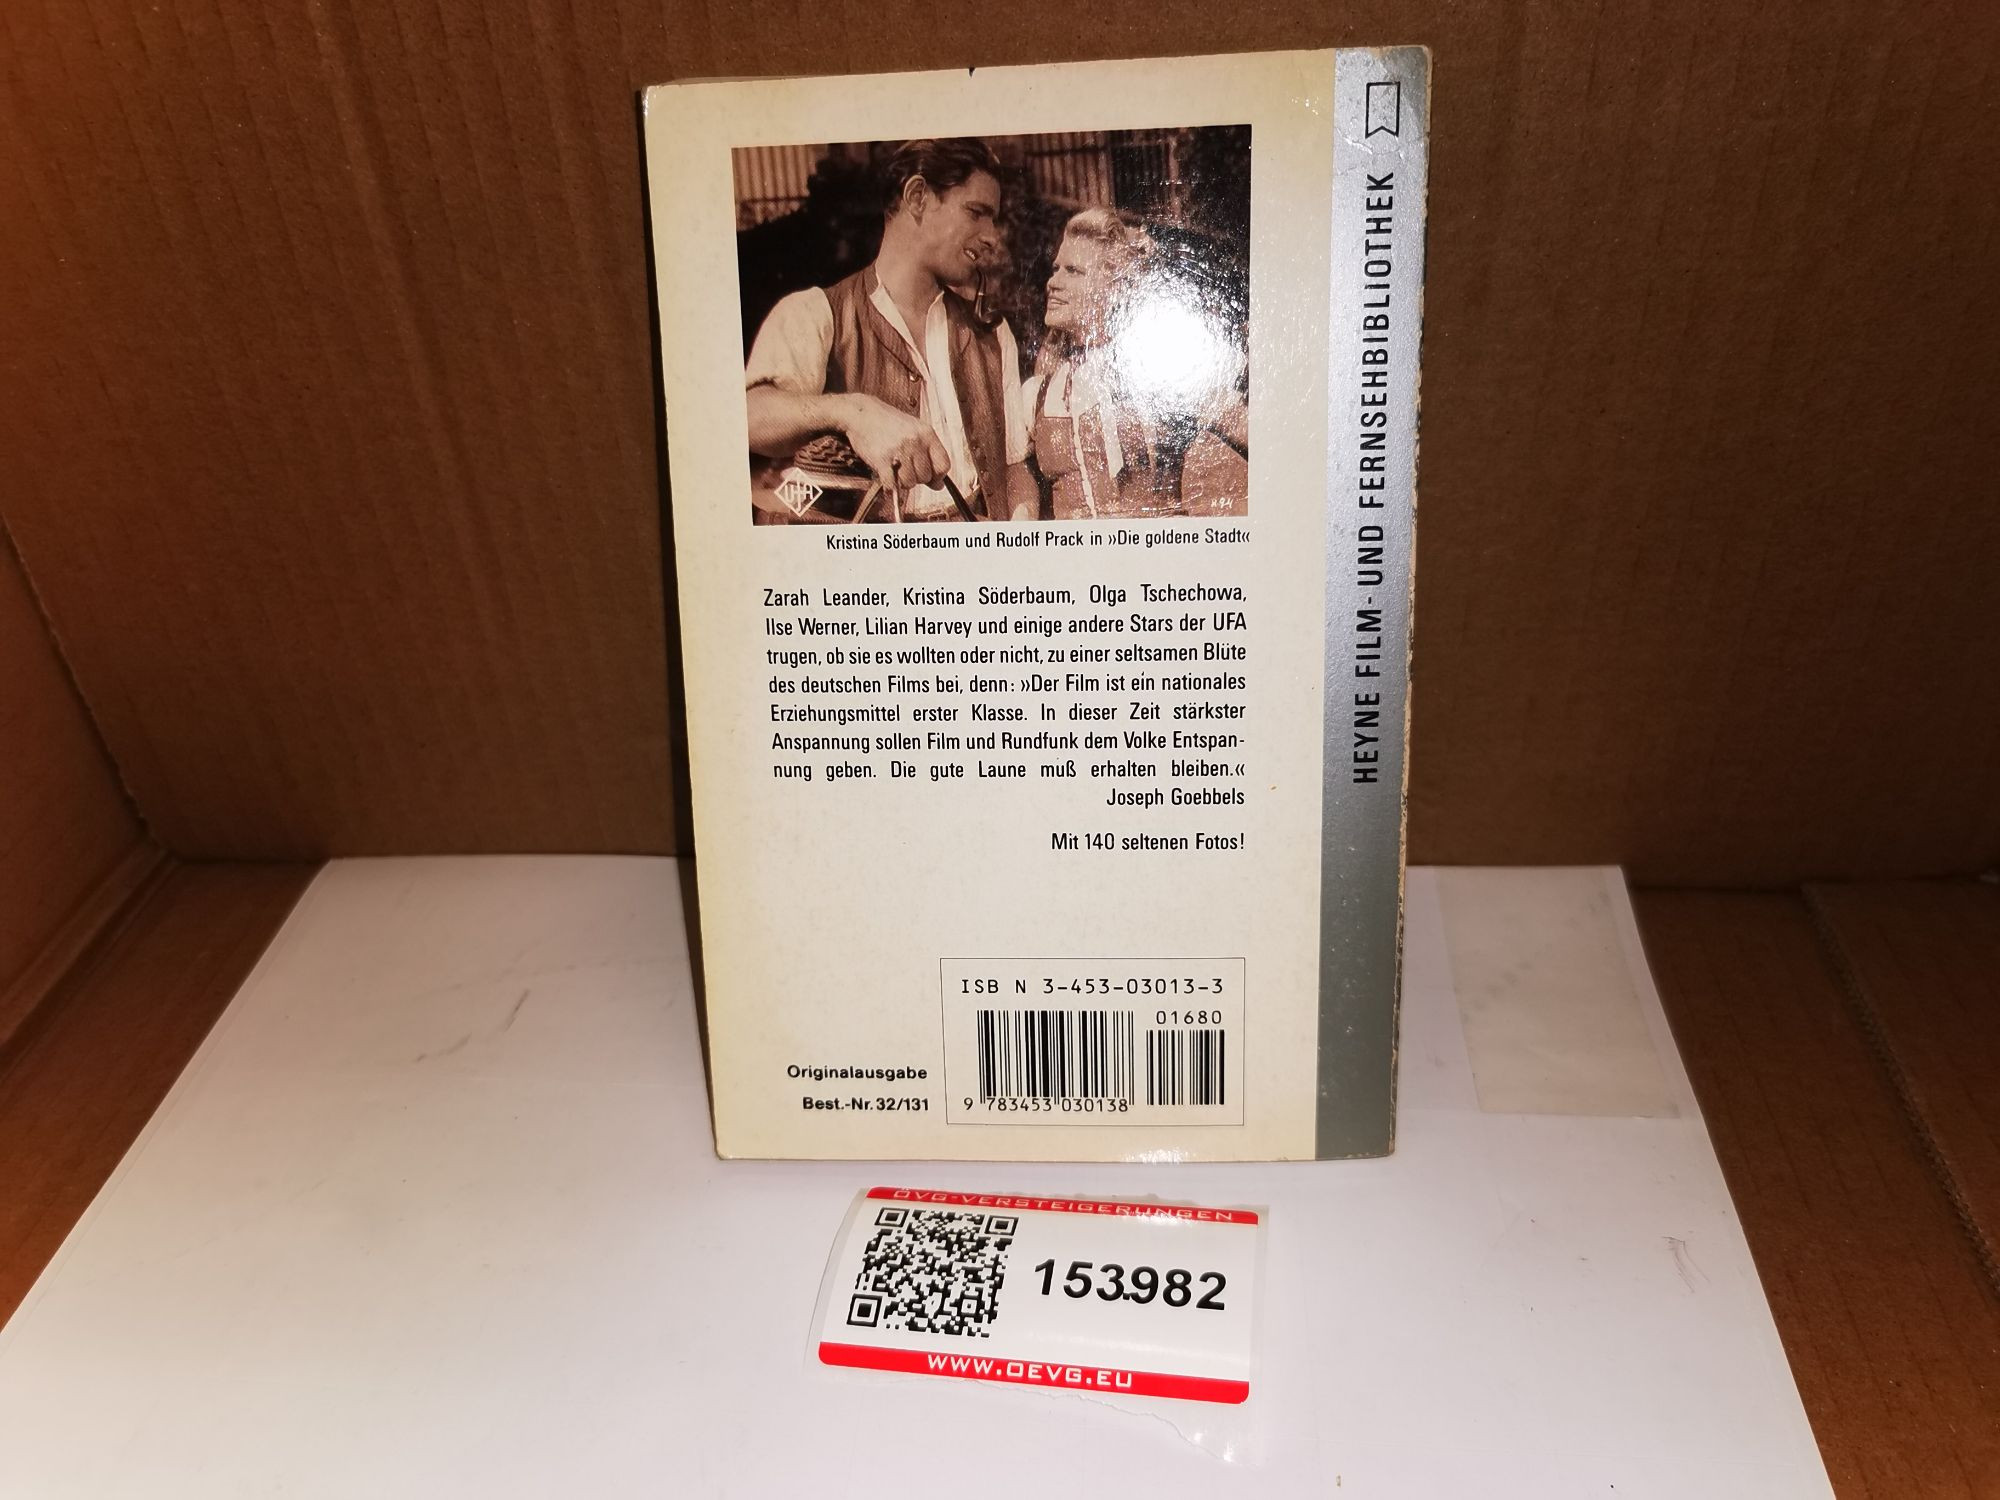 UFA
H94
Kristina Söderbaum und Rudolf Prack in »Die goldene Stadt«
Zarah Leander, Kristina Söderbaum, Olga Tschechowa,
Ilse Werner, Lilian Harvey und einige andere Stars der UFA
trugen, ob sie es wollten oder nicht, zu einer seltsamen Blüte
des deutschen Films bei, denn: »Der Film ist ein nationales
Erziehungsmittel erster Klasse. In dieser Zeit stärkster
Anspannung sollen Film und Rundfunk dem Volke Entspan-
nung geben. Die gute Laune muß erhalten bleiben.«
Joseph Goebbels
Mit 140 seltenen Fotos!
HEYNE FILM- UND FERNSEHBIBLIOTHEK
ISBN 3-453-03013-3
01680
9 783453 030138
Originalausgabe
Best.-Nr. 32/131
ÖVG-VERSTEIGERUNGEN
153.982
WWW.OEVG.EU